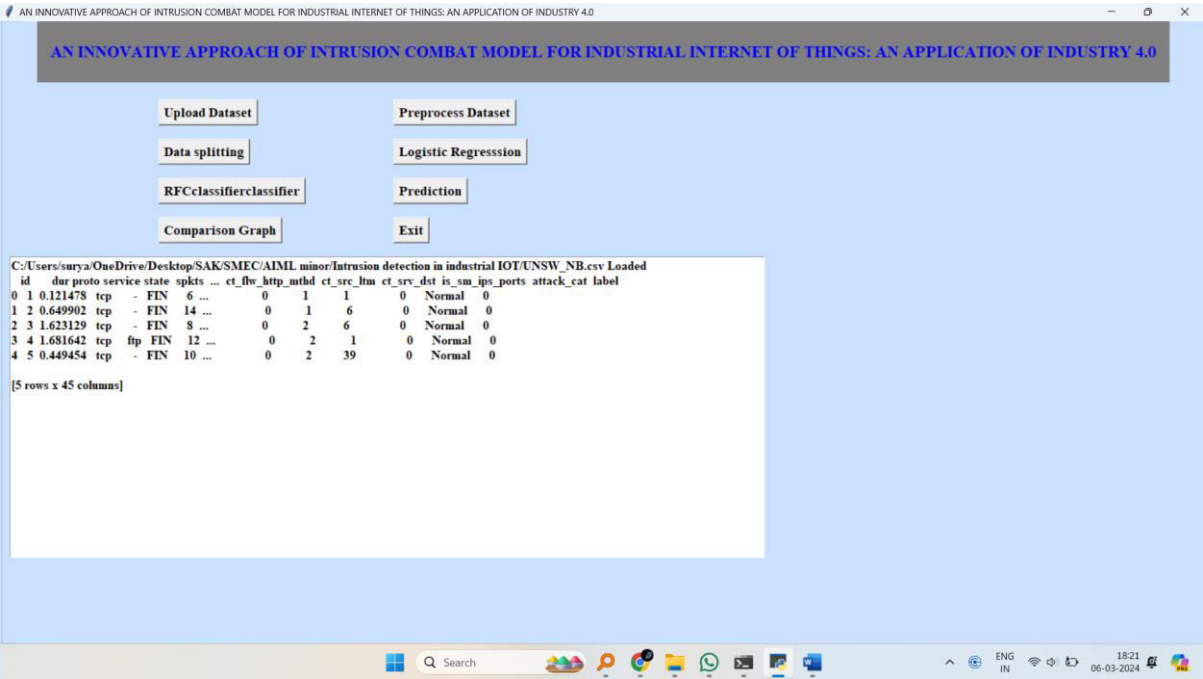 AN INNOVATIVE APPROACH OF INTRUSION COMBAT MODEL FOR INDUSTRIAL INTERNET OF THINGS: AN APPLICATION OF INDUSTRY 4.0
AN INNOVATIVE APPROACH OF INTRUSION COMBAT MODEL FOR INDUSTRIAL INTERNET OF THINGS: AN APPLICATION OF INDUSTRY 4.0
Upload Dataset Preprocess Dataset
Data splitting Logistic Regresssion
RFCclassifierclassifier Prediction
Comparison Graph Exit
C:/Users/surya/OneDrive/Desktop/SAK/SMEC/AIML minor/Intrusion detection in industrial IOT/UNSW_NB.csv Loaded
id dur proto service state spkts ... ct_flw_http_mthd ct_src_ltm ct_srv_dst is_sm_ips_ports attack_cat label
0 1 0.121478 tcp - FIN 6 ... 0 1 1 0 Normal 0
1 2 0.649902 tcp - FIN 14 ... 0 1 6 0 Normal 0
2 3 1.623129 tcp - FIN 8 ... 0 2 6 0 Normal 0
3 4 1.681642 tcp ftp FIN 12 ... 0 2 1 0 Normal 0
4 5 0.449454 tcp - FIN 10 ... 0 2 39 0 Normal 0
[5 rows x 45 columns]
Search
ENG
IN
18:21
06-03-2024